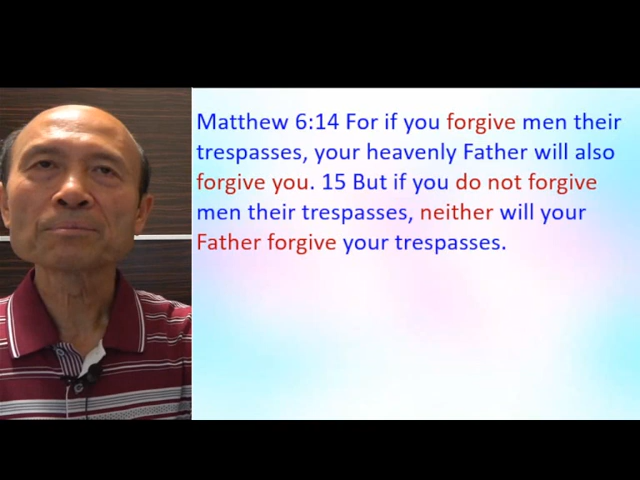 Matthew 6:14 For if you forgive men their
trespasses, your heavenly Father will also
forgive you. 15 But if you do not forgive
men their trespasses, neither will your
Father forgive your trespasses.